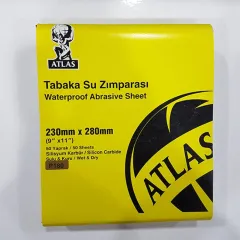 ATLAS
Tabaka Su Zımparası
Waterproof Abrasive Sheet
230mm x 280mm
(9" x11")
50 Yaprak / 50 Sheets
Silisyum Karbür / Silicon Carbide
Sulu & Kuru / Wet & Dry
P150
ATLAS